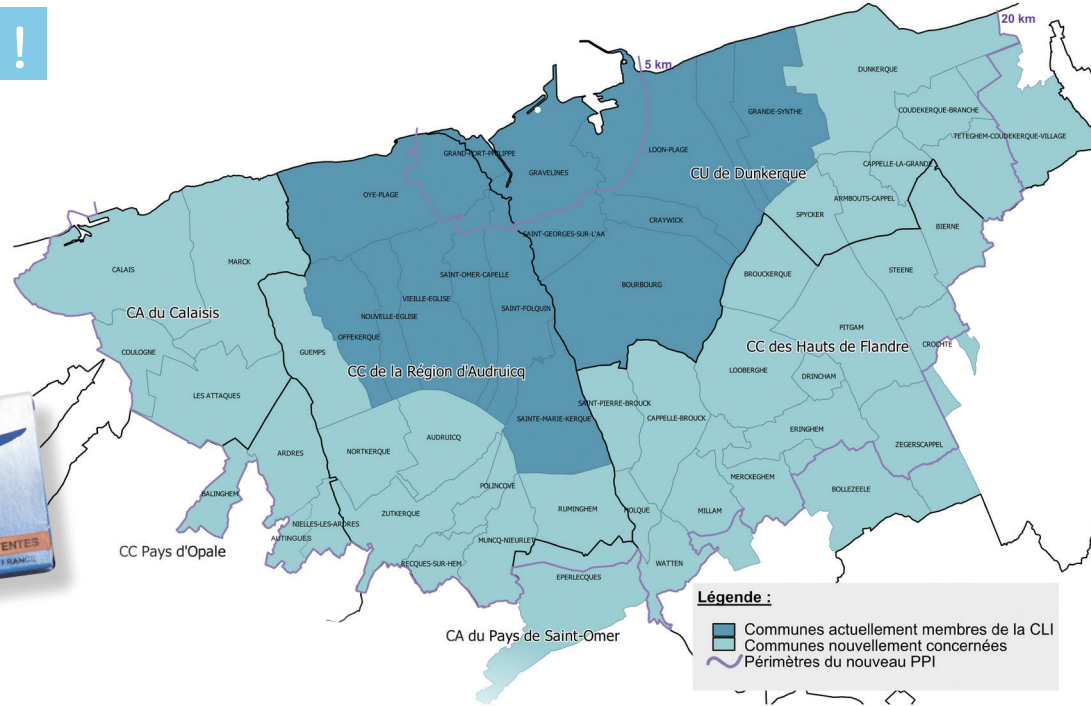 !
20 km
5 km
DUNKERQUE
GRANDE-SYNTHE
COUDEKERQUE-BRANCHE
TETEGHEM-COUDEKERQUE-VILLAGE
LOON-PLAGE
GRAND-FORT-PHILIPPE
CAPPELLE-LA-GRANDE
GRAVELINES
CU de Dunkerque
OYE-PLAGE
ARMBOUTS-CAPPEL
SPYCKER
CRAYWICK
BIERNE
SAINT-GEORGES-SUR-L'AA
MARCK
CALAIS
STEENE
SAINT-OMER-CAPELLE
BROUCKERQUE
BOURBOURG
VIEILLE-EGLISE
SAINT-FOLQUIN
CA du Calaisis
NOUVELLE-EGLISE
PITGAM
OFFEKERQUE
CROCHTE
CC des Hauts de Flandre
COULOGNE
GUEMPS
CC de la Région d'Audruicq
LOOBERGHE
DRINCHAM
LES ATTAQUES
SAINT-PIERRE-BROUCK
SAINTE-MARIE-KERQUE
CAPPELLE-BROUCK
ERINGHEM
AUDRUICQ
ZEGERSCAPPEL
NORTKERQUE
ARDRES
MERCKEGHEM
POLINCOVE
BOLLEZEELE
BALINGHEM
RUMINGHEM
HOLQUE
MILLAM
ZUTKERQUE
NIELLES-LES-ARDRES
AUTINGUES
MUNCQ-NIEURLET
CC Pays d'Opale
RECQUES-SUR-HEM
WATTEN
EPERLECQUES
CA du Pays de Saint-Omer
Légende :
Communes actuellement membres de la CLI
Communes nouvellement concernées
Périmètres du nouveau PPI
FRANCE